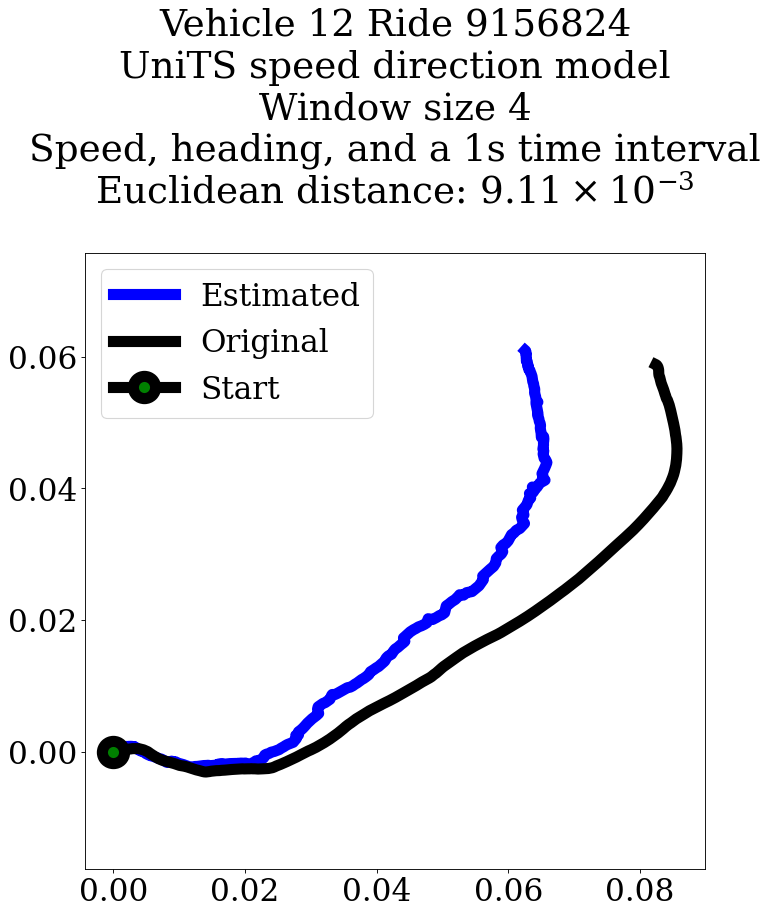 Vehicle 12 Ride 9156824
UniTS speed direction model
Window size 4
Speed, heading, and a 1s time interval
Euclidean distance: 9.11 × 10⁻³
Estimated
Original
Start
0.06
0.04
0.02
0.00
0.00 0.02 0.04 0.06 0.08